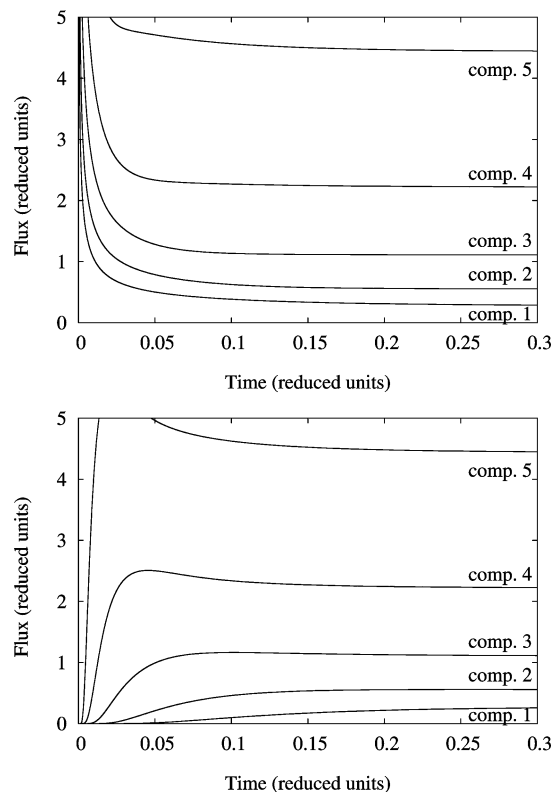 5
comp. 5
4
Flux (reduced units)
3
comp. 4
2
comp. 3
1
comp. 2
comp. 1
0
0 0.05 0.1 0.15 0.2 0.25 0.3
Time (reduced units)
5
comp. 5
4
Flux (reduced units)
3
comp. 4
2
comp. 3
1
comp. 2
comp. 1
0
0 0.05 0.1 0.15 0.2 0.25 0.3
Time (reduced units)